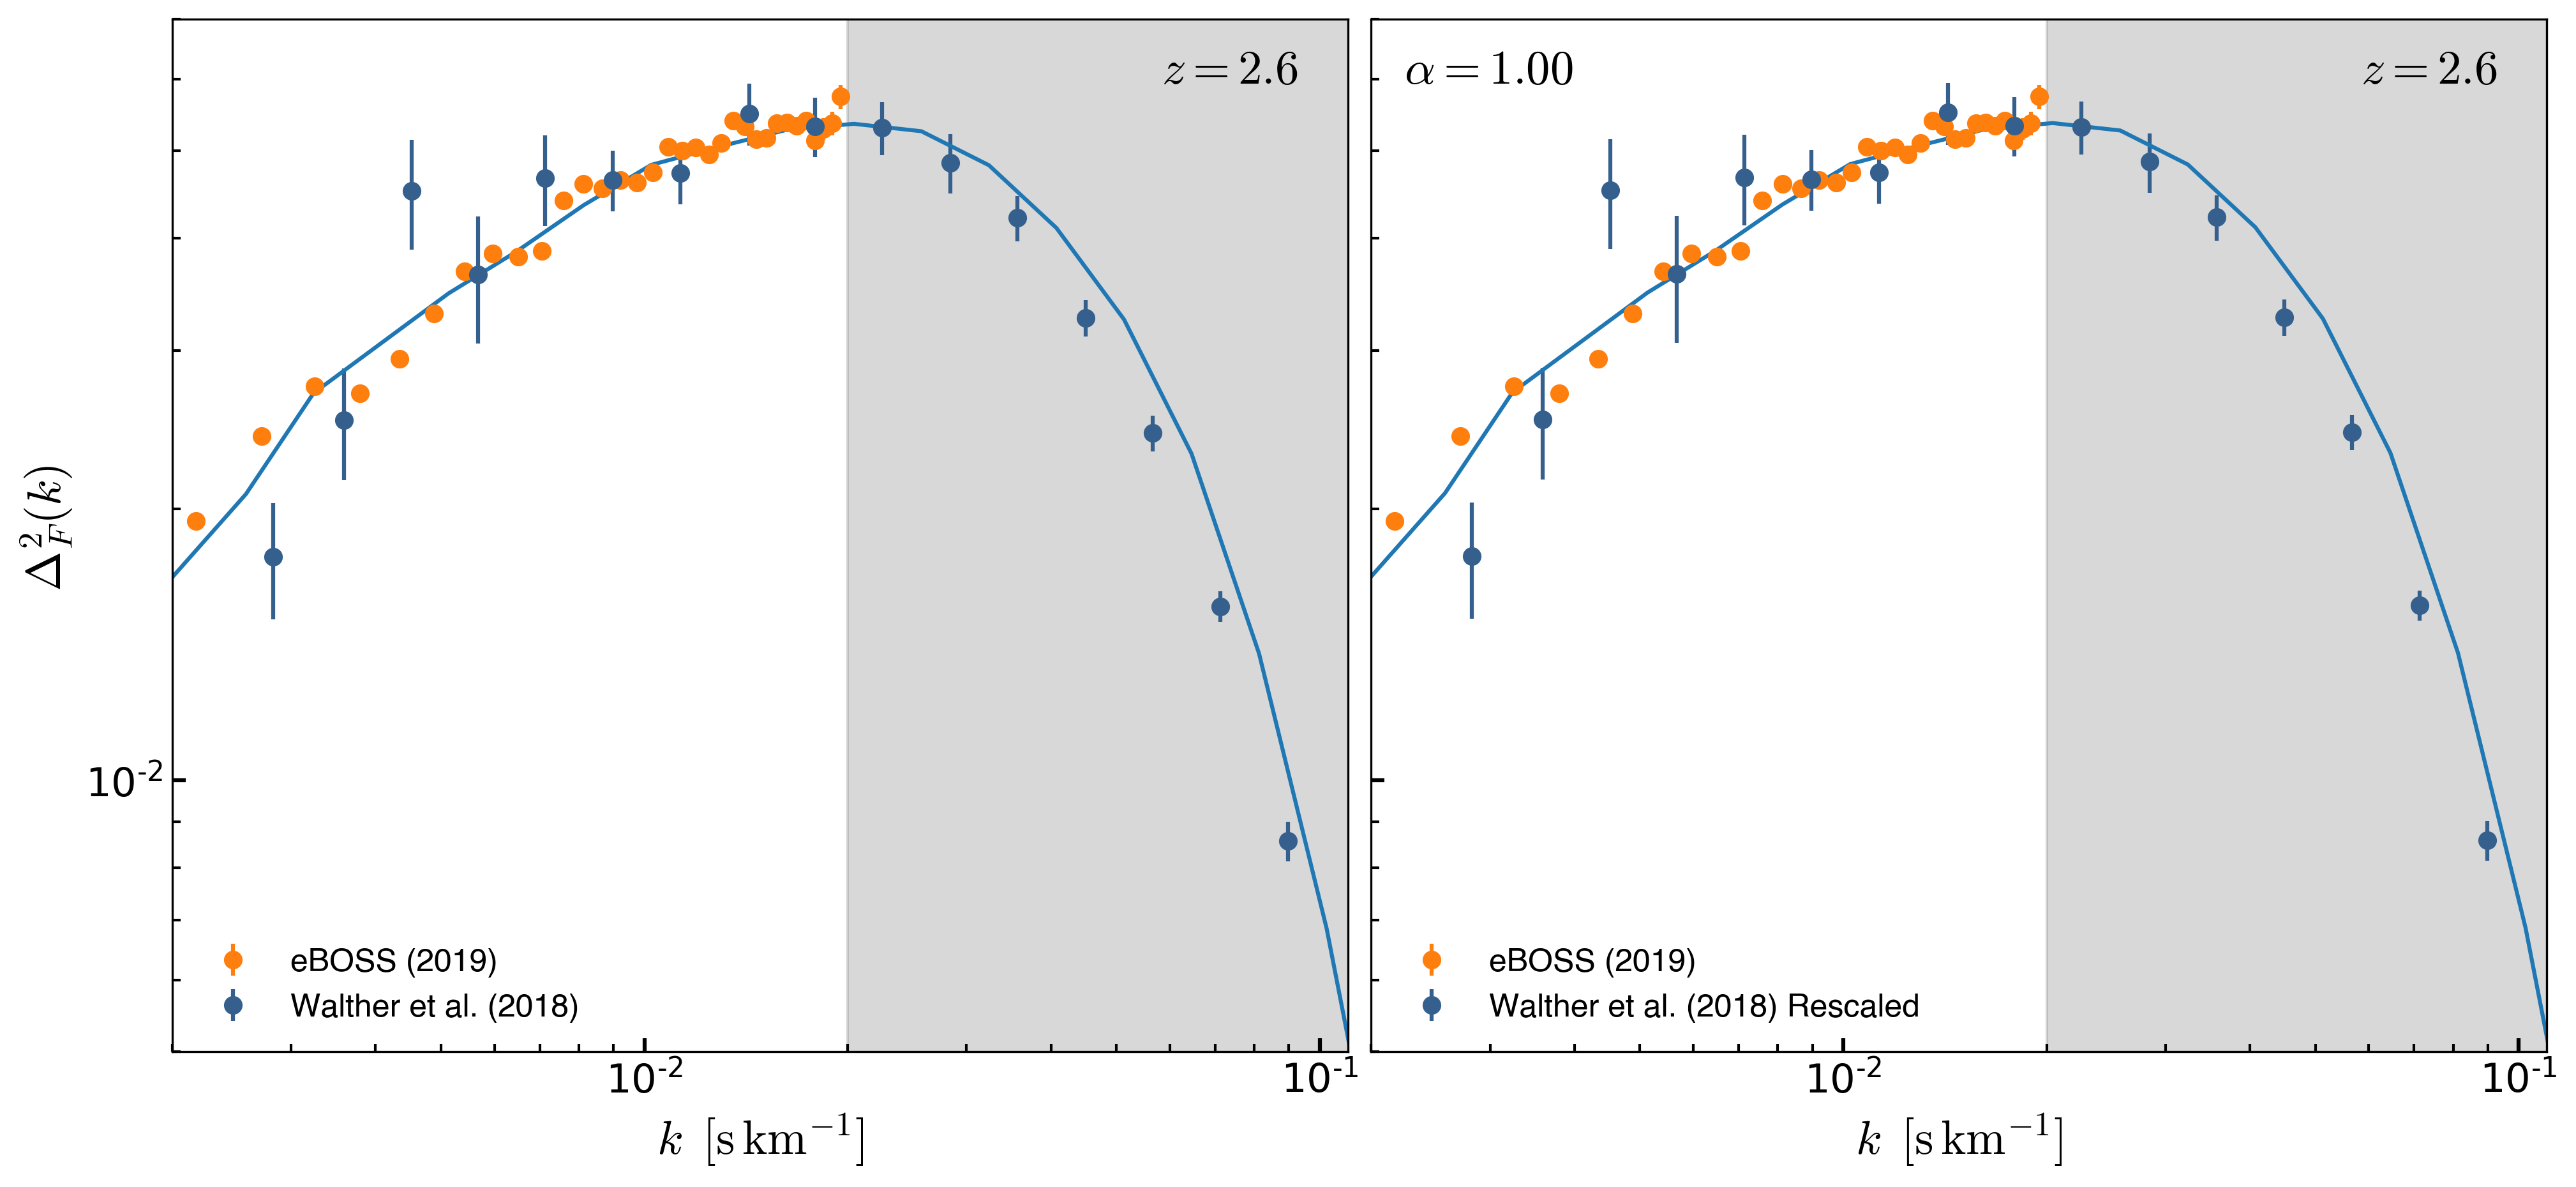 z = 2.6
Δ²_F(k)
10⁻²
eBOSS (2019)
Walther et al. (2018)
10⁻² 10⁻¹
k [s km⁻¹]
α = 1.00 z = 2.6
eBOSS (2019)
Walther et al. (2018) Rescaled
10⁻² 10⁻¹
k [s km⁻¹]